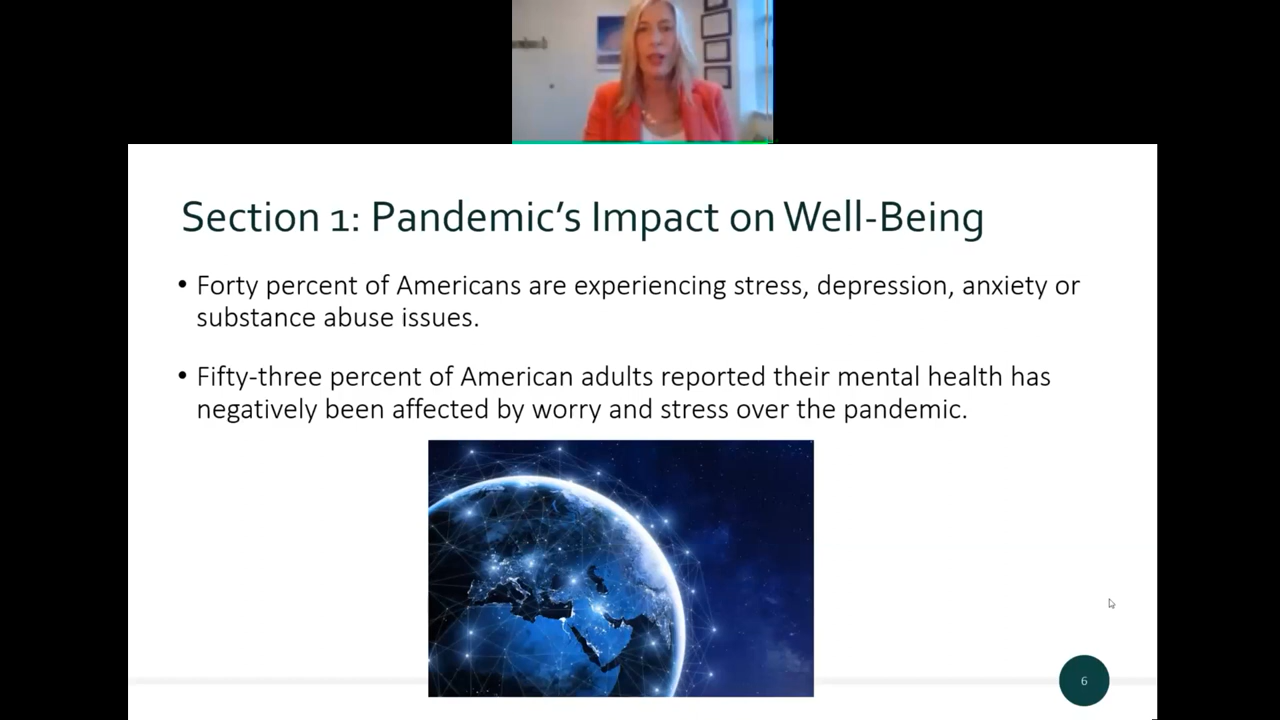 Section 1: Pandemic’s Impact on Well-Being
• Forty percent of Americans are experiencing stress, depression, anxiety or
substance abuse issues.
• Fifty-three percent of American adults reported their mental health has
negatively been affected by worry and stress over the pandemic.
6